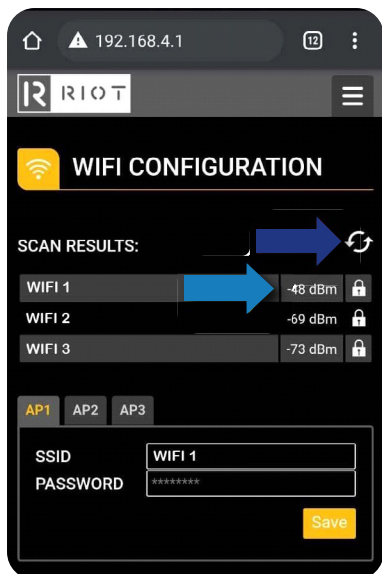 192.168.4.1 12
R RIOT
WIFI CONFIGURATION
SCAN RESULTS:
WIFI 1 -48 dBm
WIFI 2 -69 dBm
WIFI 3 -73 dBm
AP1 AP2 AP3
SSID WIFI 1
PASSWORD ********
Save